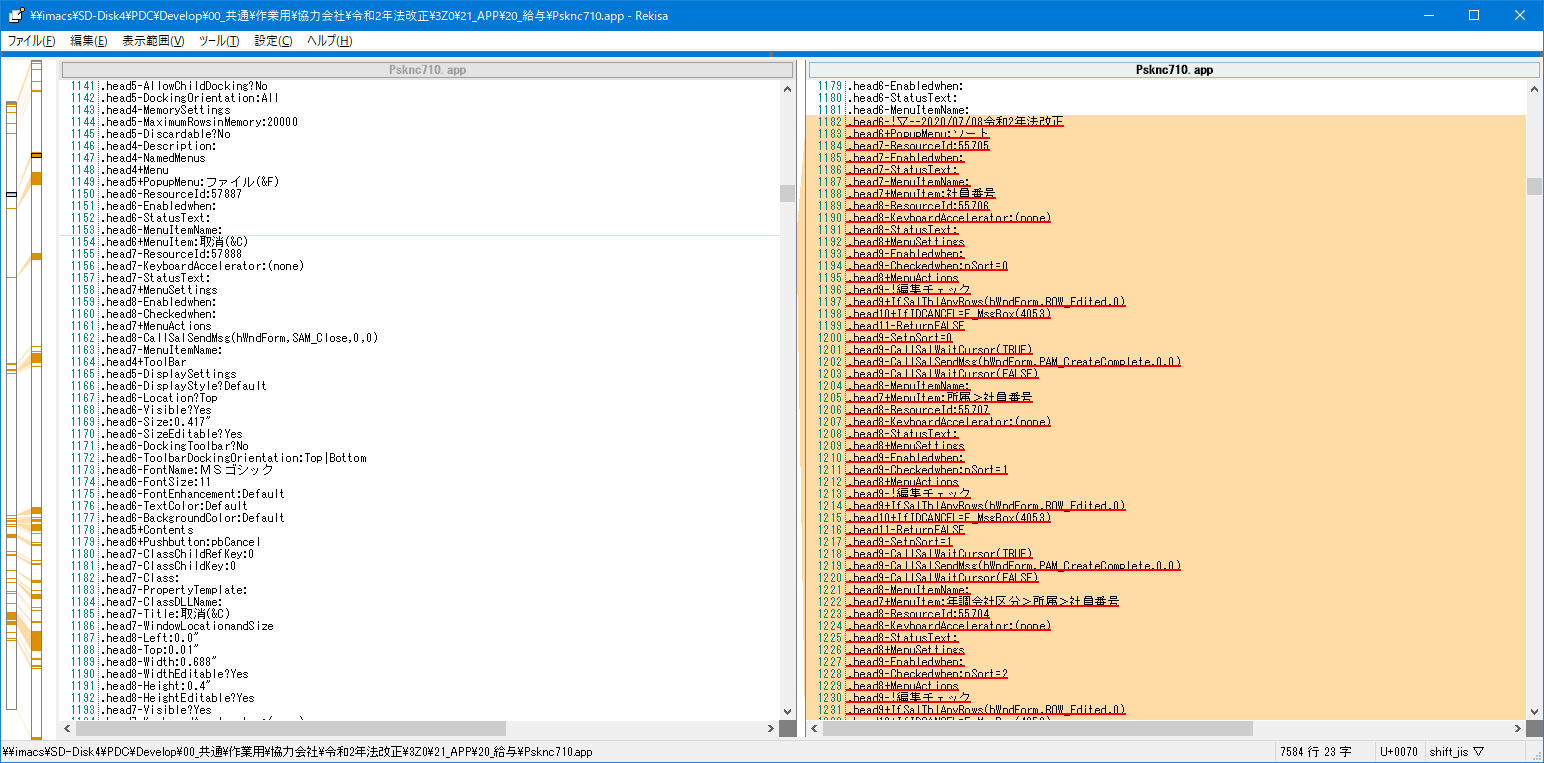 ¥¥imacs¥SD-Disk4¥PDC¥Develop¥00_共通¥作業用¥協力会社¥令和2年法改正¥3Z0¥21_APP¥20_給与¥Psknc710.app - Rekisa
ファイル(F) 編集(E) 表示範囲(V) ツール(T) 設定(C) ヘルプ(H)
Psknc710.app
1141 .head5-AllowChildDocking?No
1142 .head5-DockingOrientation:All
1143 .head4-MemorySettings
1144 .head5-MaximumRowsinMemory:20000
1145 .head5-Discardable?No
1146 .head4-Description:
1147 .head4-NamedMenus
1148 .head4+Menu
1149 .head5+PopupMenu:ファイル(&F)
1150 .head6-ResourceId:57887
1151 .head6-Enabledwhen:
1152 .head6-StatusText:
1153 .head6-MenuItemName:
1154 .head6+MenuItem:取消(&C)
1155 .head7-ResourceId:57888
1156 .head7-KeyboardAccelerator:(none)
1157 .head7-StatusText:
1158 .head7+MenuSettings
1159 .head8-Enabledwhen:
1160 .head8-Checkedwhen:
1161 .head7+MenuActions
1162 .head8-CallSalSendMsg(hWndForm,SAM_Close,0,0)
1163 .head7-MenuItemName:
1164 .head4+ToolBar
1165 .head5-DisplaySettings
1166 .head6-DisplayStyle?Default
1167 .head6-Location?Top
1168 .head6-Visible?Yes
1169 .head6-Size:0.417"
1170 .head6-SizeEditable?Yes
1171 .head6-DockingToolbar?No
1172 .head6-ToolbarDockingOrientation:Top|Bottom
1173 .head6-FontName:ＭＳゴシック
1174 .head6-FontSize:11
1175 .head6-FontEnhancement:Default
1176 .head6-TextColor:Default
1177 .head6-BackgroundColor:Default
1178 .head5+Contents
1179 .head6+Pushbutton:pbCancel
1180 .head7-ClassChildRefKey:0
1181 .head7-ClassChildKey:0
1182 .head7-Class:
1183 .head7-PropertyTemplate:
1184 .head7-ClassDLLName:
1185 .head7-Title:取消(&C)
1186 .head7-WindowLocationandSize
1187 .head8-Left:0.0"
1188 .head8-Top:0.01"
1189 .head8-Width:0.688"
1190 .head8-WidthEditable?Yes
1191 .head8-Height:0.4"
1192 .head8-HeightEditable?Yes
1193 .head7-Visible?Yes
Psknc710.app
1179 .head6-Enabledwhen:
1180 .head6-StatusText:
1181 .head6-MenuItemName:
1182 .head6-!▽--2020/07/08令和2年法改正
1183 .head6+PopupMenu:ソート
1184 .head7-ResourceId:55705
1185 .head7-Enabledwhen:
1186 .head7-StatusText:
1187 .head7-MenuItemName:
1188 .head7+MenuItem:社員番号
1189 .head8-ResourceId:55706
1190 .head8-KeyboardAccelerator:(none)
1191 .head8-StatusText:
1192 .head8+MenuSettings
1193 .head9-Enabledwhen:
1194 .head9-Checkedwhen:nSort=0
1195 .head8+MenuActions
1196 .head9-!編集チェック
1197 .head9+IfSalTblAnyRows(hWndForm,ROW_Edited,0)
1198 .head10+IfIDCANCEL=F_MsgBox(4053)
1199 .head11-ReturnFALSE
1200 .head9-SetnSort=0
1201 .head9-CallSalWaitCursor(TRUE)
1202 .head9-CallSalSendMsg(hWndForm,PAM_CreateComplete,0,0)
1203 .head9-CallSalWaitCursor(FALSE)
1204 .head8-MenuItemName:
1205 .head7+MenuItem:所属＞社員番号
1206 .head8-ResourceId:55707
1207 .head8-KeyboardAccelerator:(none)
1208 .head8-StatusText:
1209 .head8+MenuSettings
1210 .head9-Enabledwhen:
1211 .head9-Checkedwhen:nSort=1
1212 .head8+MenuActions
1213 .head9-!編集チェック
1214 .head9+IfSalTblAnyRows(hWndForm,ROW_Edited,0)
1215 .head10+IfIDCANCEL=F_MsgBox(4053)
1216 .head11-ReturnFALSE
1217 .head9-SetnSort=1
1218 .head9-CallSalWaitCursor(TRUE)
1219 .head9-CallSalSendMsg(hWndForm,PAM_CreateComplete,0,0)
1220 .head9-CallSalWaitCursor(FALSE)
1221 .head8-MenuItemName:
1222 .head7+MenuItem:年調会社区分＞所属＞社員番号
1223 .head8-ResourceId:55704
1224 .head8-KeyboardAccelerator:(none)
1225 .head8-StatusText:
1226 .head8+MenuSettings
1227 .head9-Enabledwhen:
1228 .head9-Checkedwhen:nSort=2
1229 .head8+MenuActions
1230 .head9-!編集チェック
1231 .head9+IfSalTblAnyRows(hWndForm,ROW_Edited,0)
¥¥imacs¥SD-Disk4¥PDC¥Develop¥00_共通¥作業用¥協力会社¥令和2年法改正¥3Z0¥21_APP¥20_給与¥Psknc710.app 7584 行 23 字 U+0070 shift_jis ▽